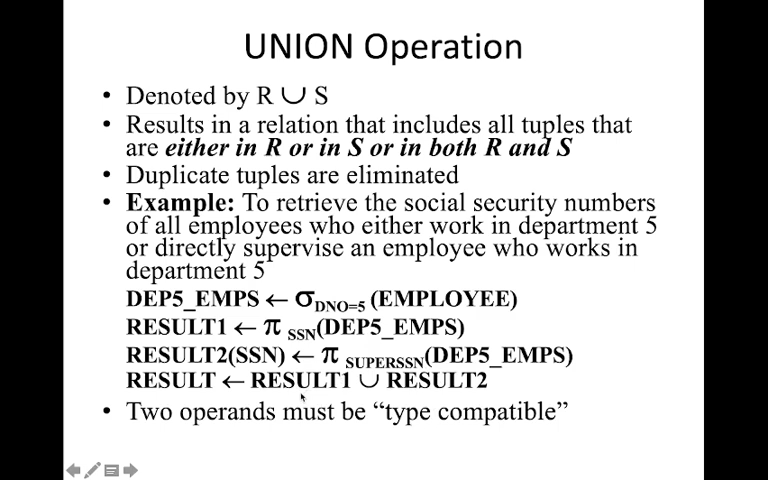 UNION Operation
• Denoted by R ∪ S
• Results in a relation that includes all tuples that
are either in R or in S or in both R and S
• Duplicate tuples are eliminated
• Example: To retrieve the social security numbers
of all employees who either work in department 5
or directly supervise an employee who works in
department 5
DEP5_EMPS ← σ DNO=5 (EMPLOYEE)
RESULT1 ← π SSN(DEP5_EMPS)
RESULT2(SSN) ← π SUPERSSN(DEP5_EMPS)
RESULT ← RESULT1 ∪ RESULT2
• Two operands must be “type compatible”